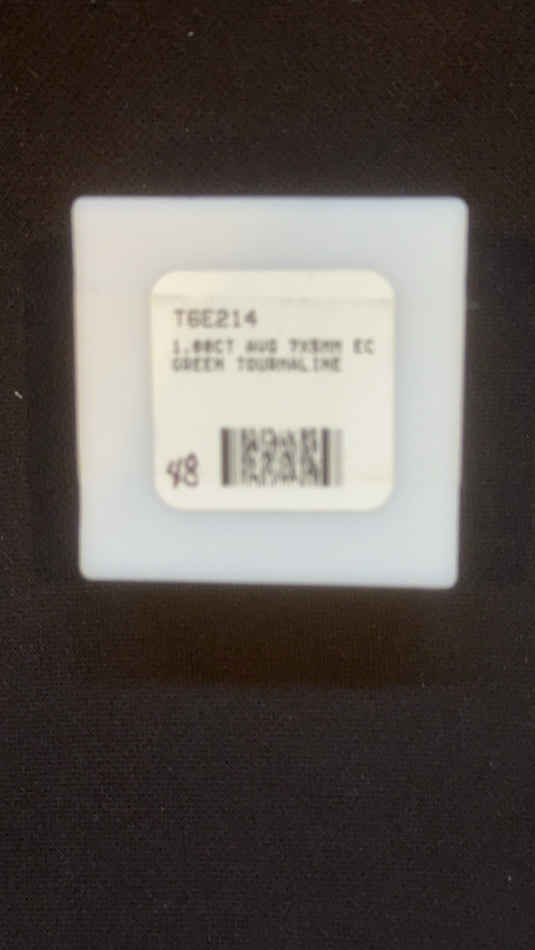 TGE214
1.00CT AVG 7X5MM EC
GREEN TOURMALINE
48